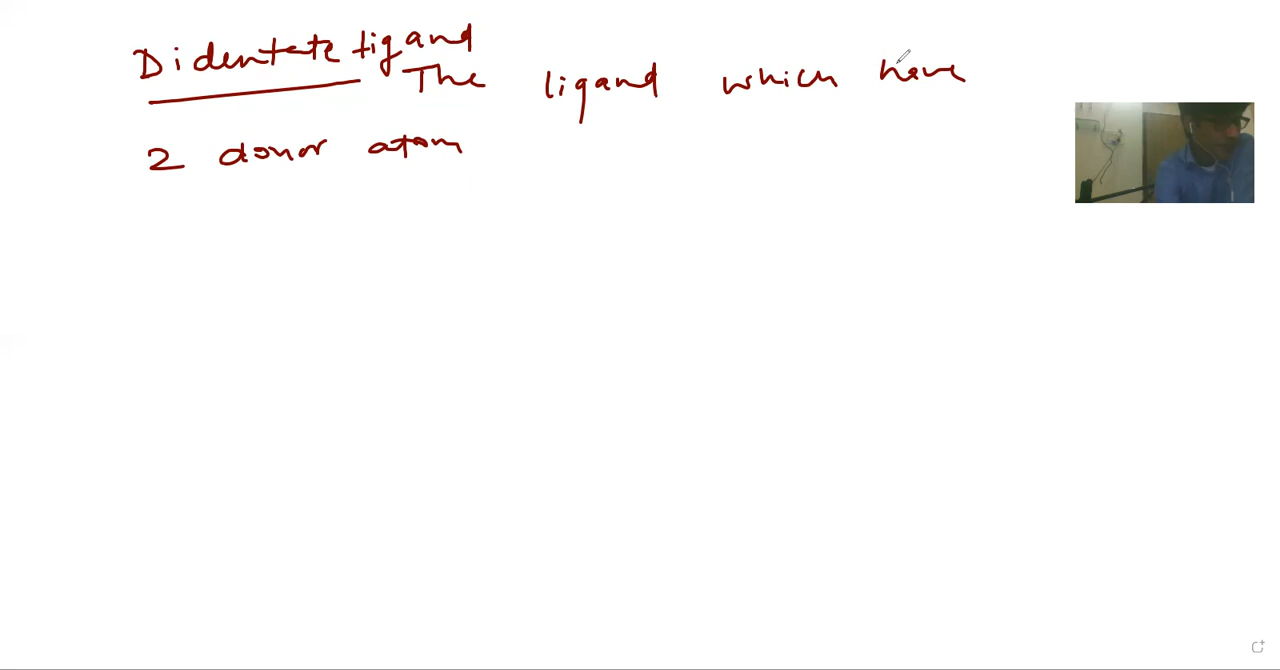 Didentate ligand
The ligand which have
2 donor atom